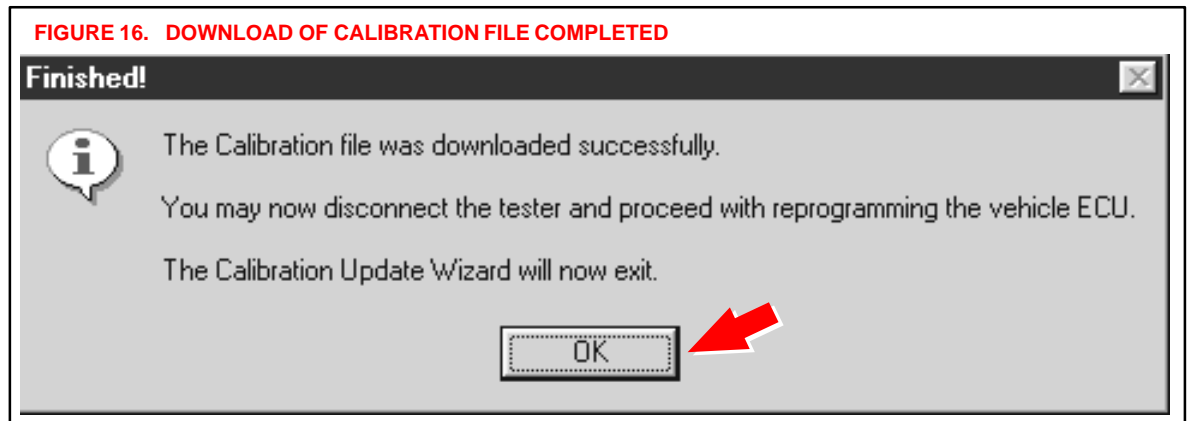 FIGURE 16. DOWNLOAD OF CALIBRATION FILE COMPLETED
Finished!
The Calibration file was downloaded successfully.
You may now disconnect the tester and proceed with reprogramming the vehicle ECU.
The Calibration Update Wizard will now exit.
OK